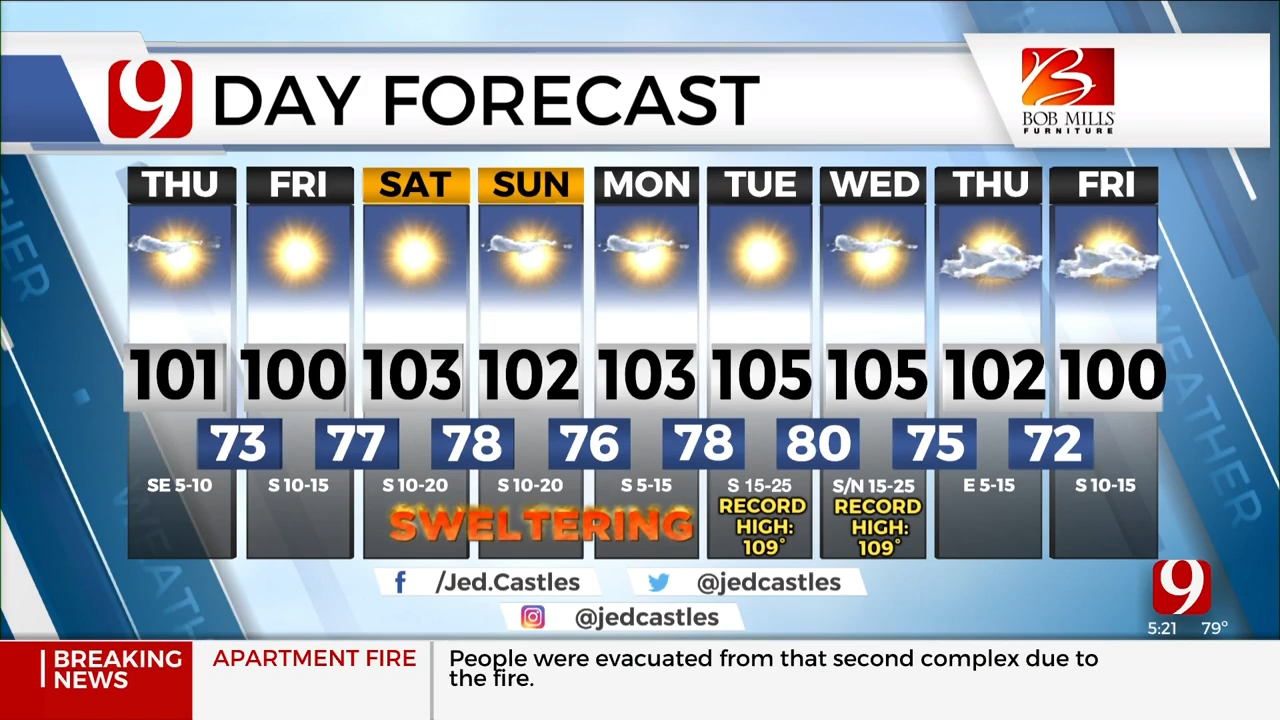 9 DAY FORECAST
B
BOB MILLS
FURNITURE
THU FRI SAT SUN MON TUE WED THU FRI
101 100 103 102 103 105 105 102 100
73 77 78 76 78 80 75 72
SE 5-10 S 10-15 S 10-20 S 10-20 S 5-15 S 15-25 S/N 15-25 E 5-15 S 10-15
SWELTERING
RECORD HIGH: 109°
RECORD HIGH: 109°
f /Jed.Castles @jedcastles
@jedcastles
9
5:21 79°
BREAKING NEWS
APARTMENT FIRE
People were evacuated from that second complex due to
the fire.
WEATHER
WEATHER
WEATHER